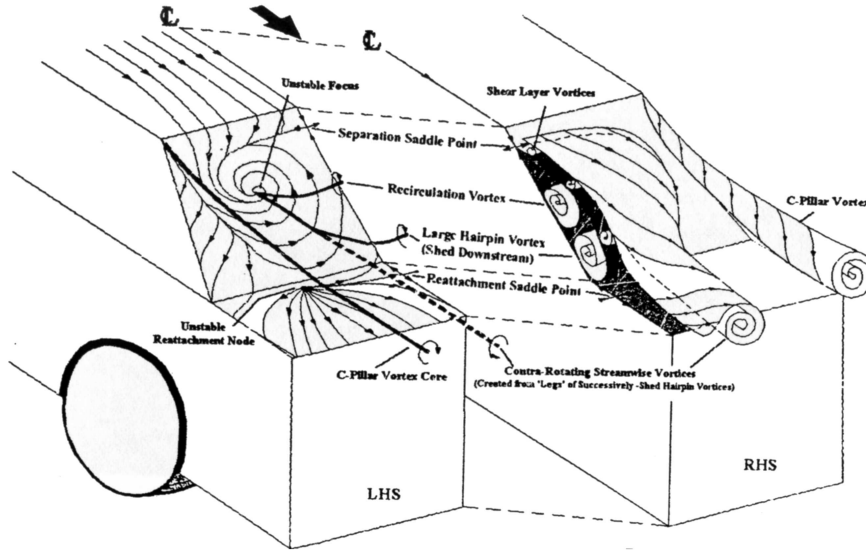 ℄
℄
Unstable Focus
Shear Layer Vortices
Separation Saddle Point
Recirculation Vortex
C-Pillar Vortex
Large Hairpin Vortex
(Shed Downstream)
Reattachment Saddle Point
Unstable
Reattachment Node
C-Pillar Vortex Core
Contra-Rotating Streamwise Vortices
(Created from 'Legs' of Successively-Shed Hairpin Vortices)
LHS
RHS